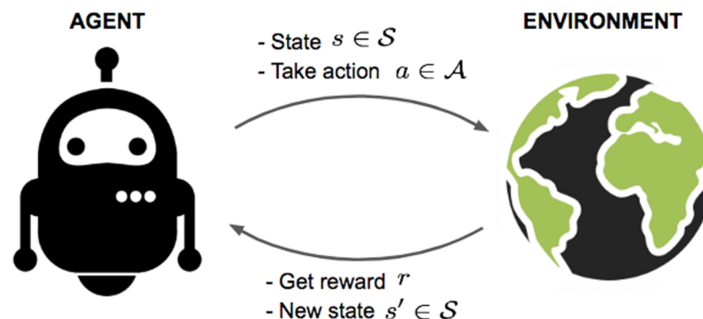 AGENT
ENVIRONMENT
- State s ∈ 𝒮
- Take action a ∈ 𝒜
- Get reward r
- New state s′ ∈ 𝒮